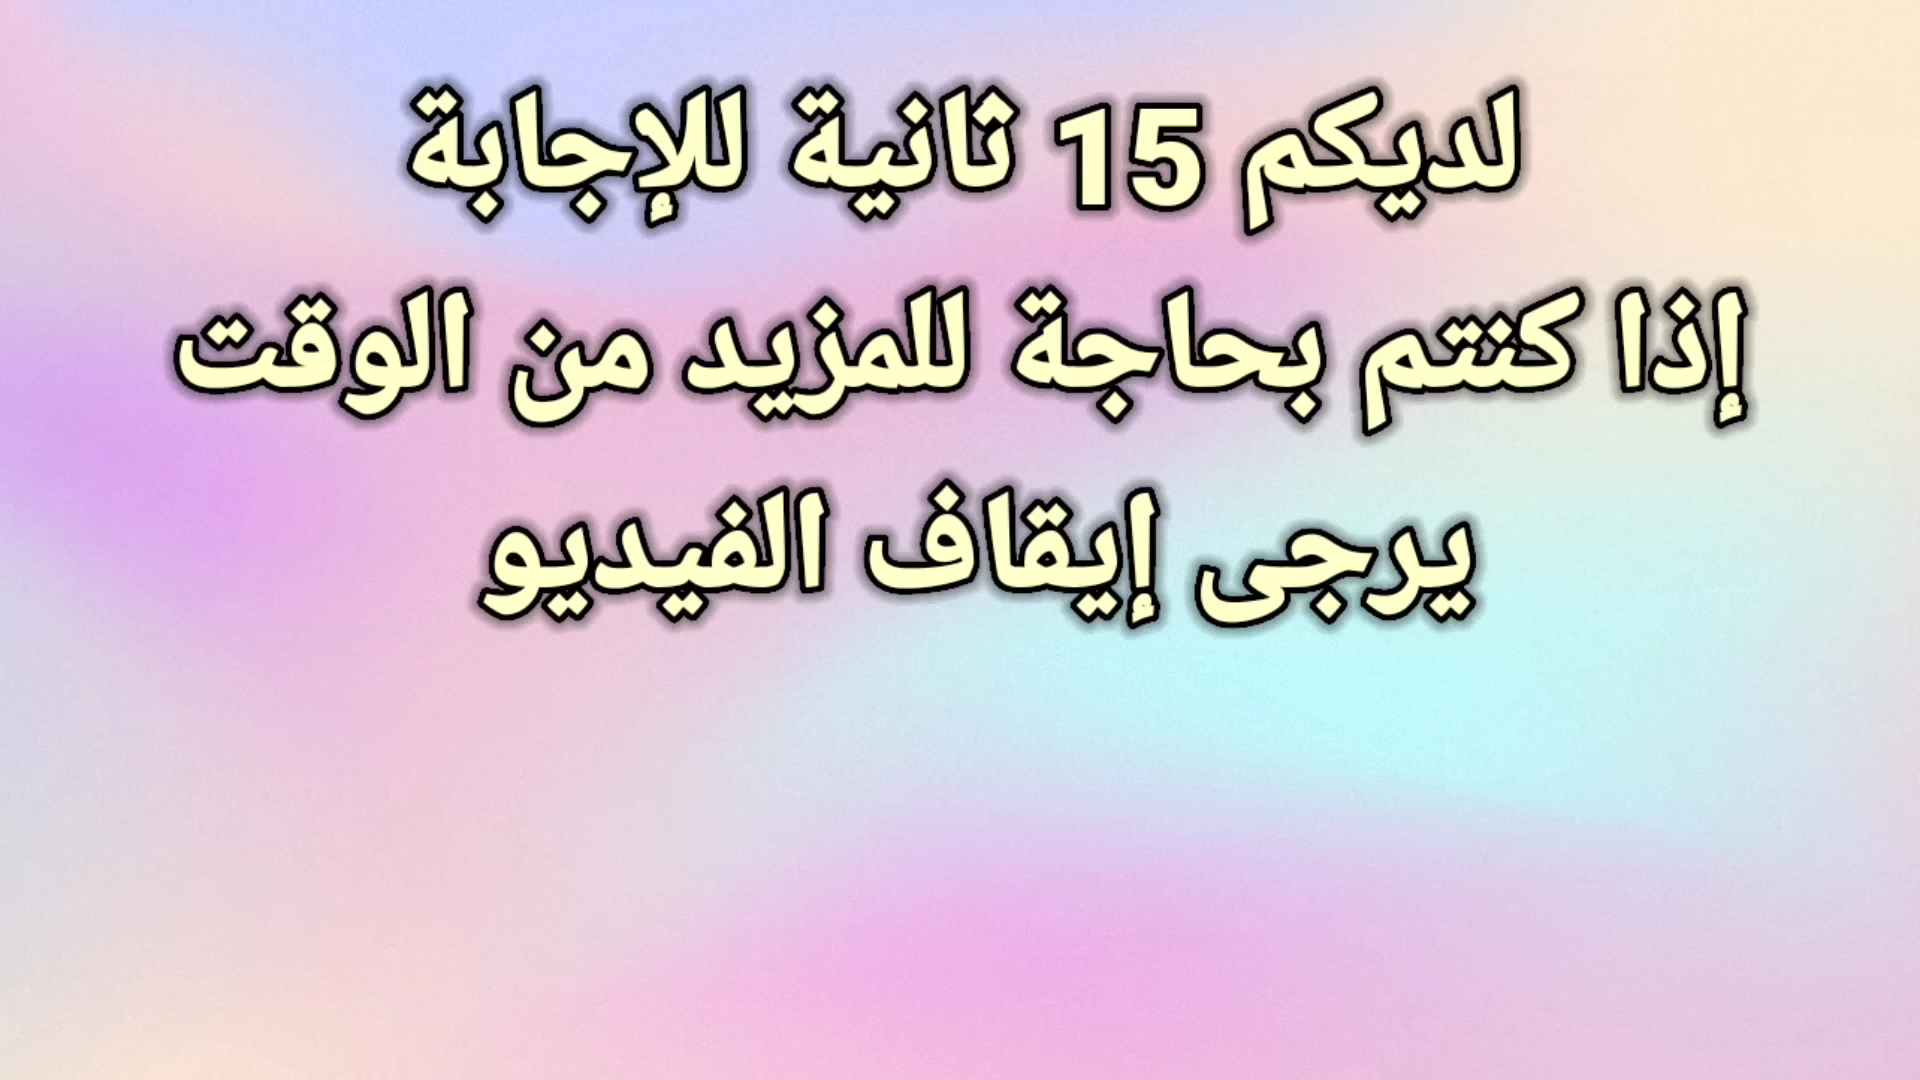 لديكم 15 ثانية للإجابة
إذا كنتم بحاجة للمزيد من الوقت
يرجى إيقاف الفيديو